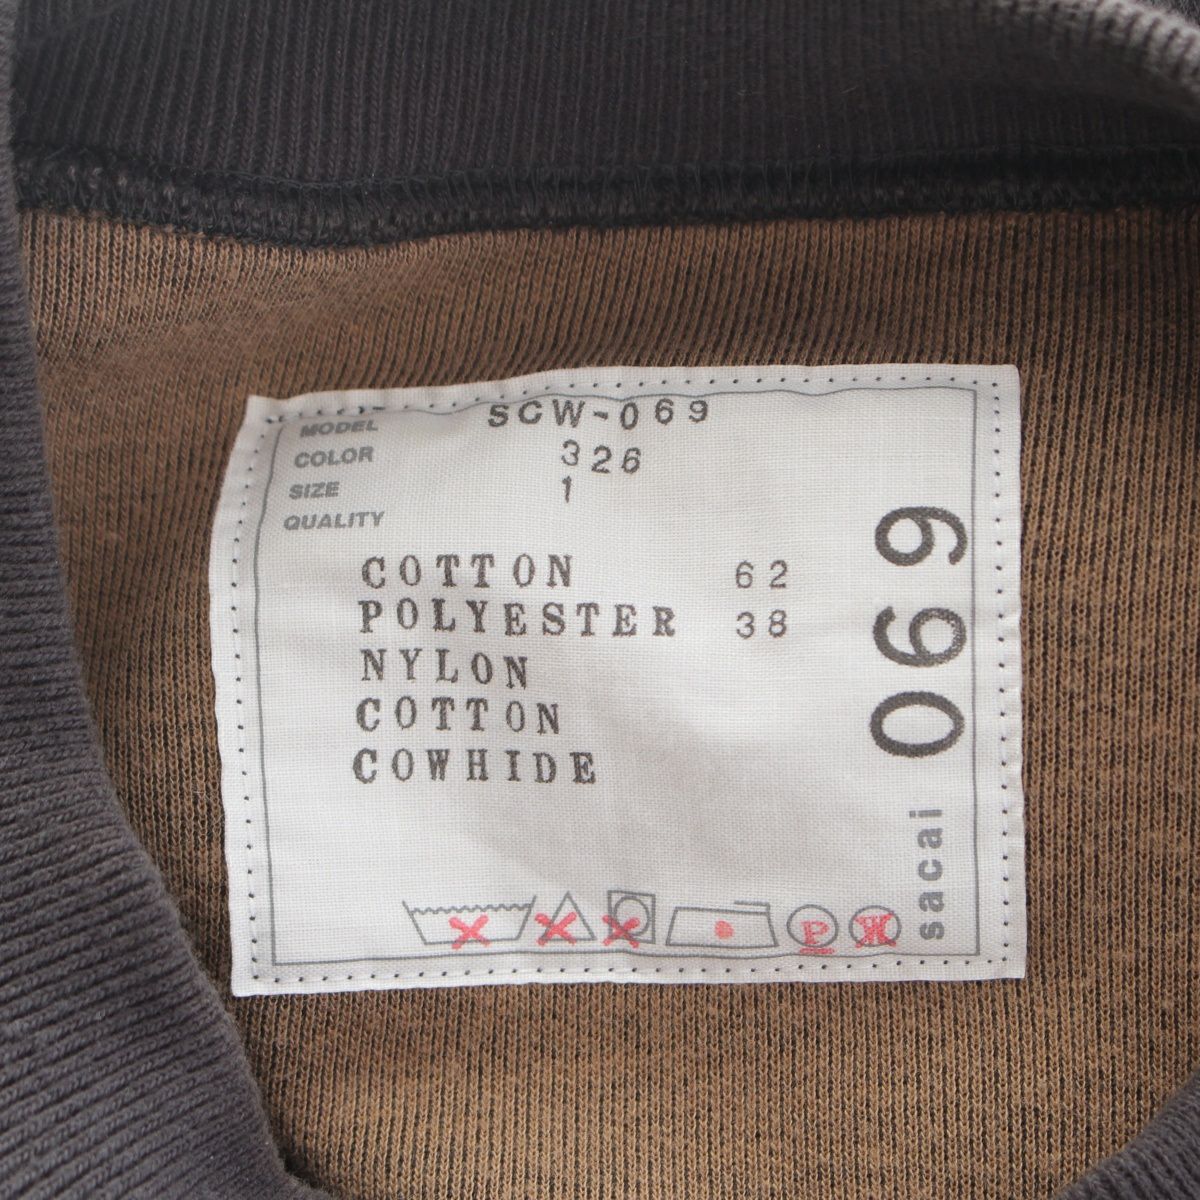 MODEL SCW-069
COLOR 326
SIZE 1
QUALITY
COTTON 62
POLYESTER 38
NYLON
COTTON
COWHIDE
P
W
sacai 069